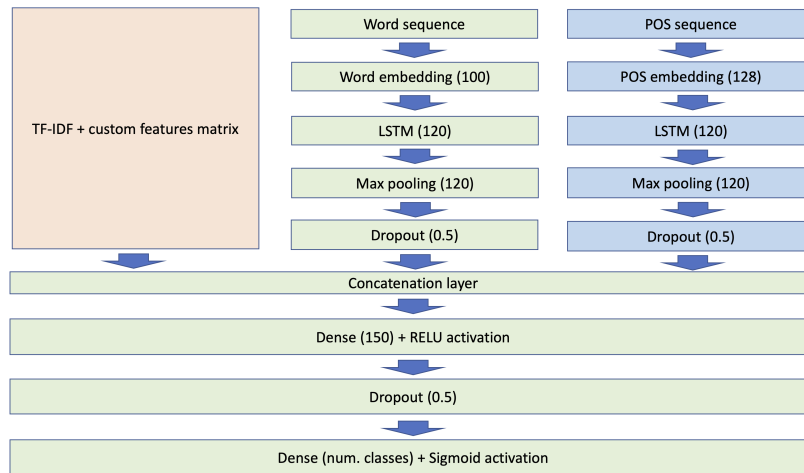 TF-IDF + custom features matrix
Word sequence
Word embedding (100)
LSTM (120)
Max pooling (120)
Dropout (0.5)
POS sequence
POS embedding (128)
LSTM (120)
Max pooling (120)
Dropout (0.5)
Concatenation layer
Dense (150) + RELU activation
Dropout (0.5)
Dense (num. classes) + Sigmoid activation